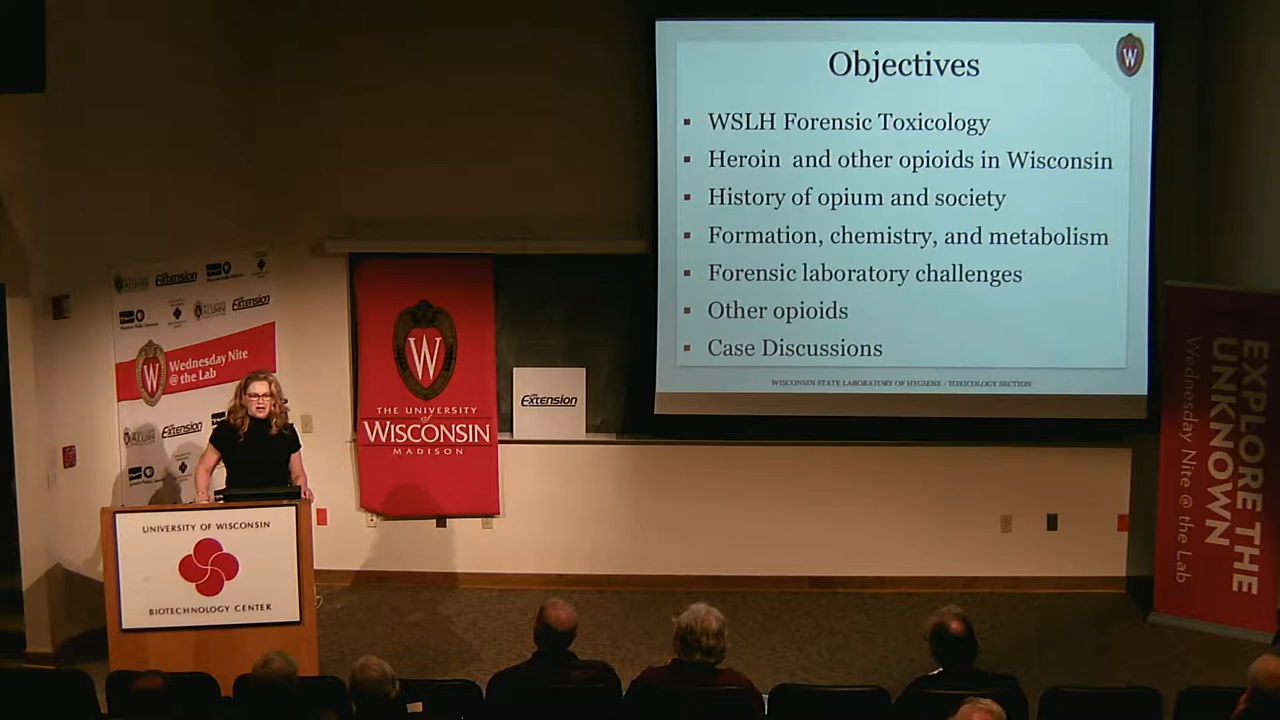 Objectives
▪ WSLH Forensic Toxicology
▪ Heroin and other opioids in Wisconsin
▪ History of opium and society
▪ Formation, chemistry, and metabolism
▪ Forensic laboratory challenges
▪ Other opioids
▪ Case Discussions
WISCONSIN STATE LABORATORY OF HYGIENE - TOXICOLOGY SECTION
W
Extension
Extension
Wednesday Nite
@ the Lab
Extension
W
THE UNIVERSITY
of
WISCONSIN
MADISON
Extension
UNIVERSITY OF WISCONSIN
BIOTECHNOLOGY CENTER
EXPLORE THE
UNKNOWN
Wednesday Nite @ the Lab